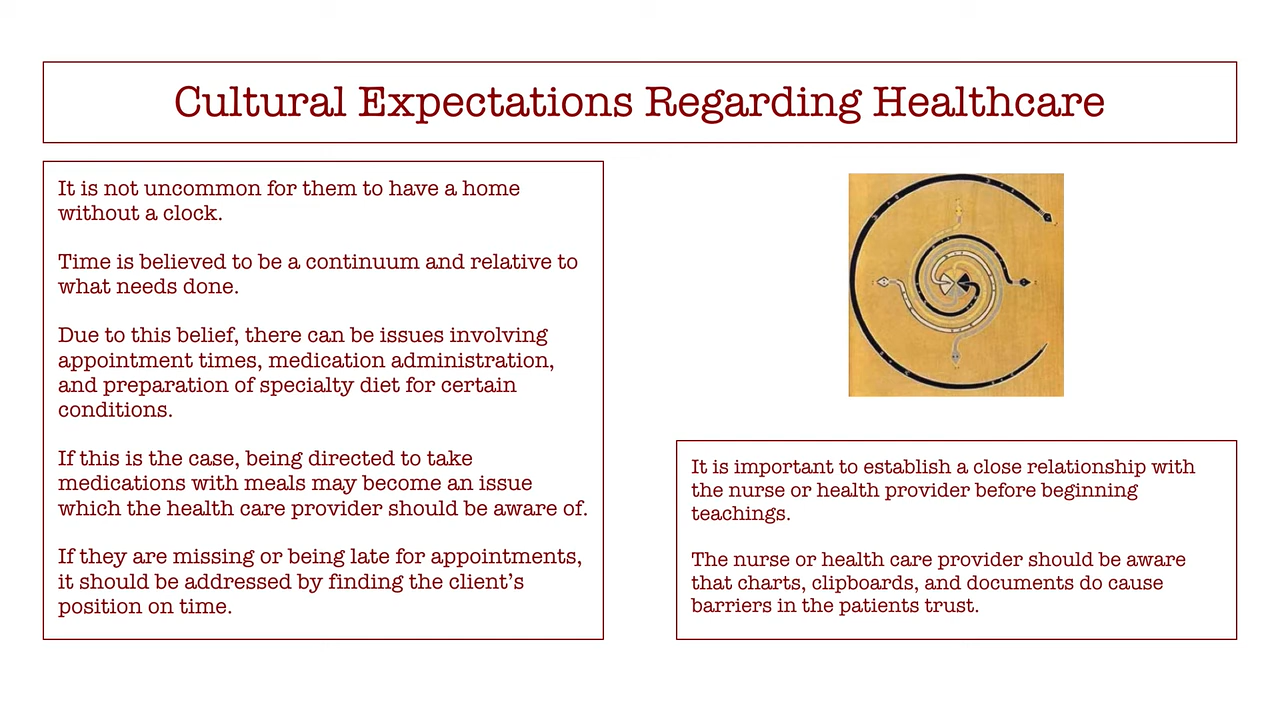 Cultural Expectations Regarding Healthcare
It is not uncommon for them to have a home
without a clock.
Time is believed to be a continuum and relative to
what needs done.
Due to this belief, there can be issues involving
appointment times, medication administration,
and preparation of specialty diet for certain
conditions.
If this is the case, being directed to take
medications with meals may become an issue
which the health care provider should be aware of.
If they are missing or being late for appointments,
it should be addressed by finding the client’s
position on time.
It is important to establish a close relationship with
the nurse or health provider before beginning
teachings.
The nurse or health care provider should be aware
that charts, clipboards, and documents do cause
barriers in the patients trust.